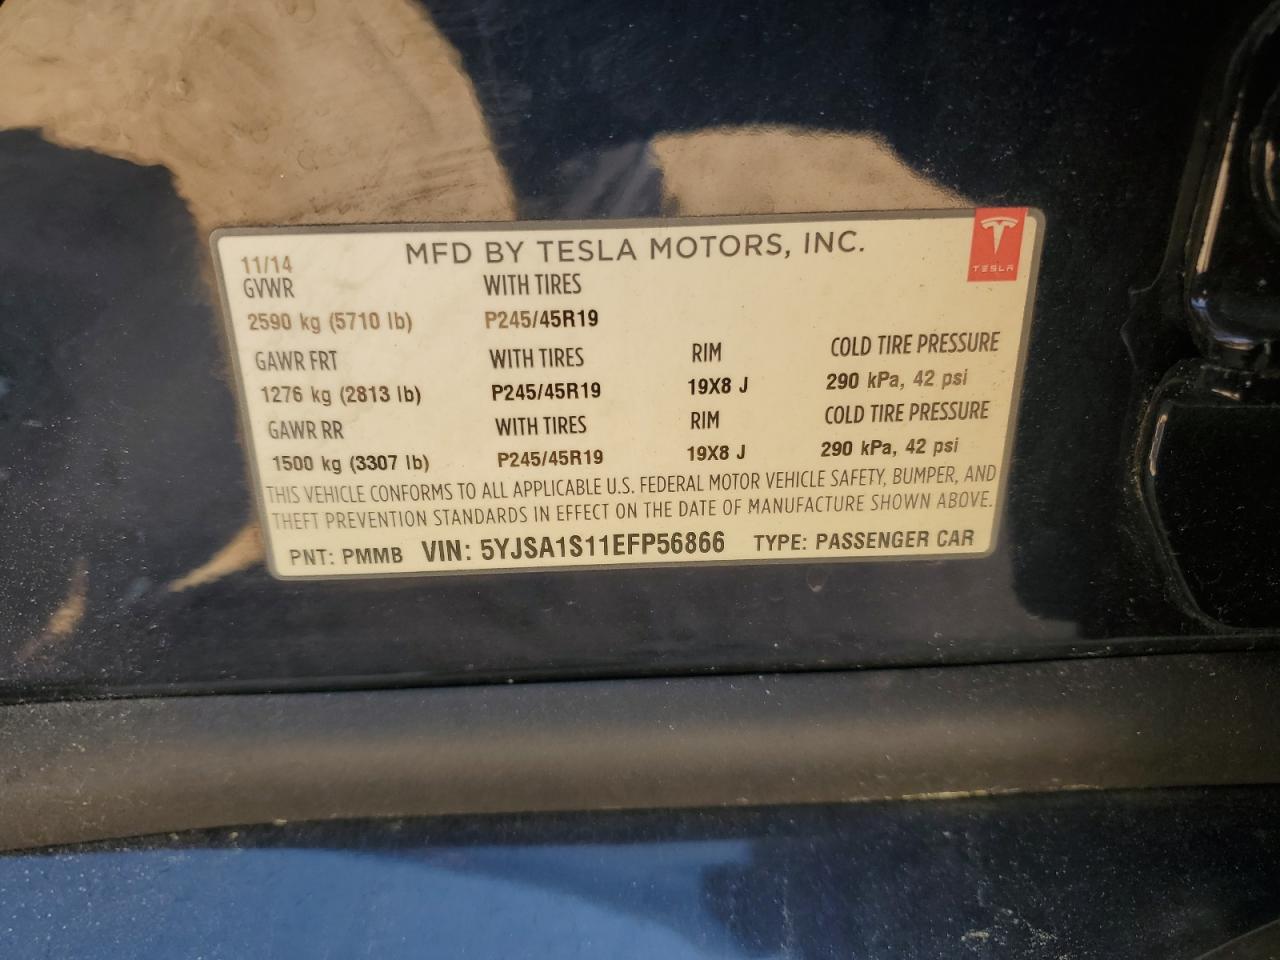 11/14 MFD BY TESLA MOTORS, INC. TESLA
GVWR WITH TIRES
2590 kg (5710 lb) P245/45R19
GAWR FRT WITH TIRES RIM COLD TIRE PRESSURE
1276 kg (2813 lb) P245/45R19 19X8 J 290 kPa, 42 psi
GAWR RR WITH TIRES RIM COLD TIRE PRESSURE
1500 kg (3307 lb) P245/45R19 19X8 J 290 kPa, 42 psi
THIS VEHICLE CONFORMS TO ALL APPLICABLE U.S. FEDERAL MOTOR VEHICLE SAFETY, BUMPER, AND
THEFT PREVENTION STANDARDS IN EFFECT ON THE DATE OF MANUFACTURE SHOWN ABOVE.
PNT: PMMB VIN: 5YJSA1S11EFP56866 TYPE: PASSENGER CAR